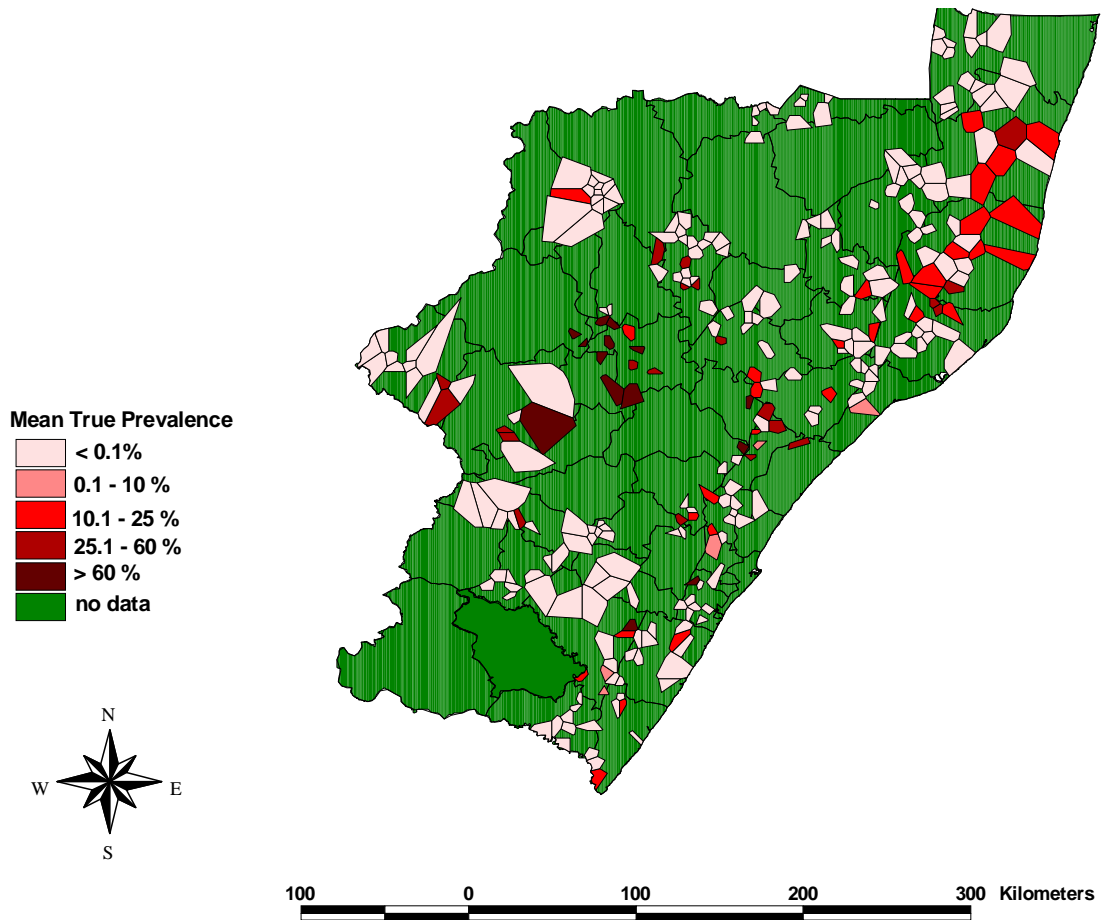 Mean True Prevalence
< 0.1%
0.1 - 10 %
10.1 - 25 %
25.1 - 60 %
> 60 %
no data
N
W E
S
100 0 100 200 300 Kilometers